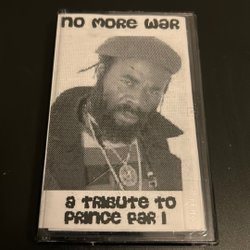 NO MORE WAR
A TRIBUTE TO
PRINCE FAR I